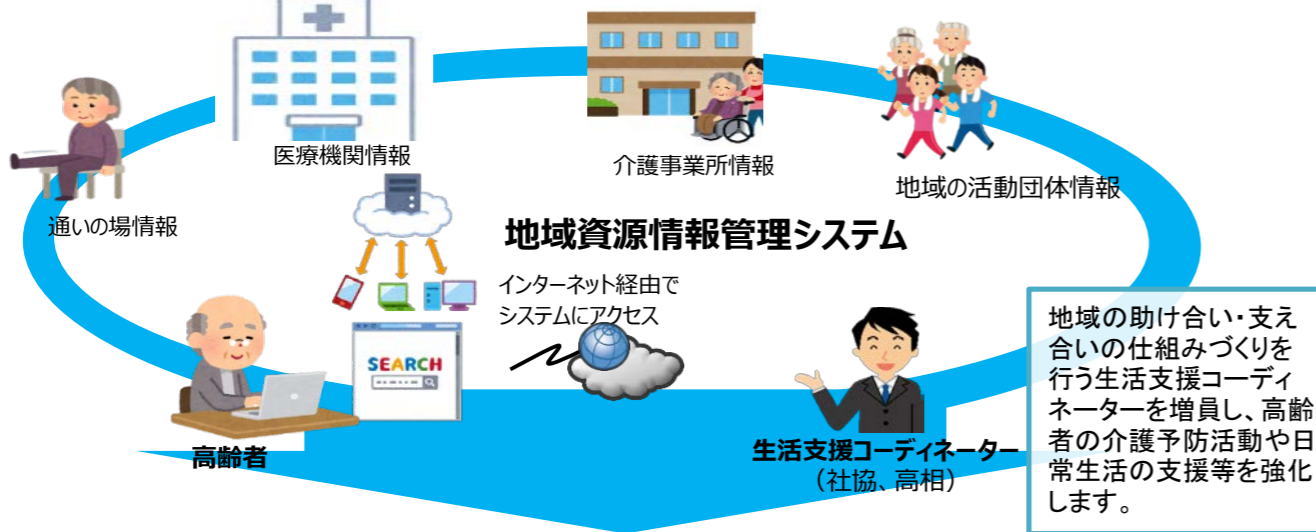 医療機関情報
介護事業所情報
地域の活動団体情報
通いの場情報
地域資源情報管理システム
インターネット経由で
システムにアクセス
SEARCH
高齢者
生活支援コーディネーター
（社協、高相）
地域の助け合い・支え
合いの仕組みづくりを
行う生活支援コーディ
ネーターを増員し、高齢
者の介護予防活動や日
常生活の支援等を強化
します。